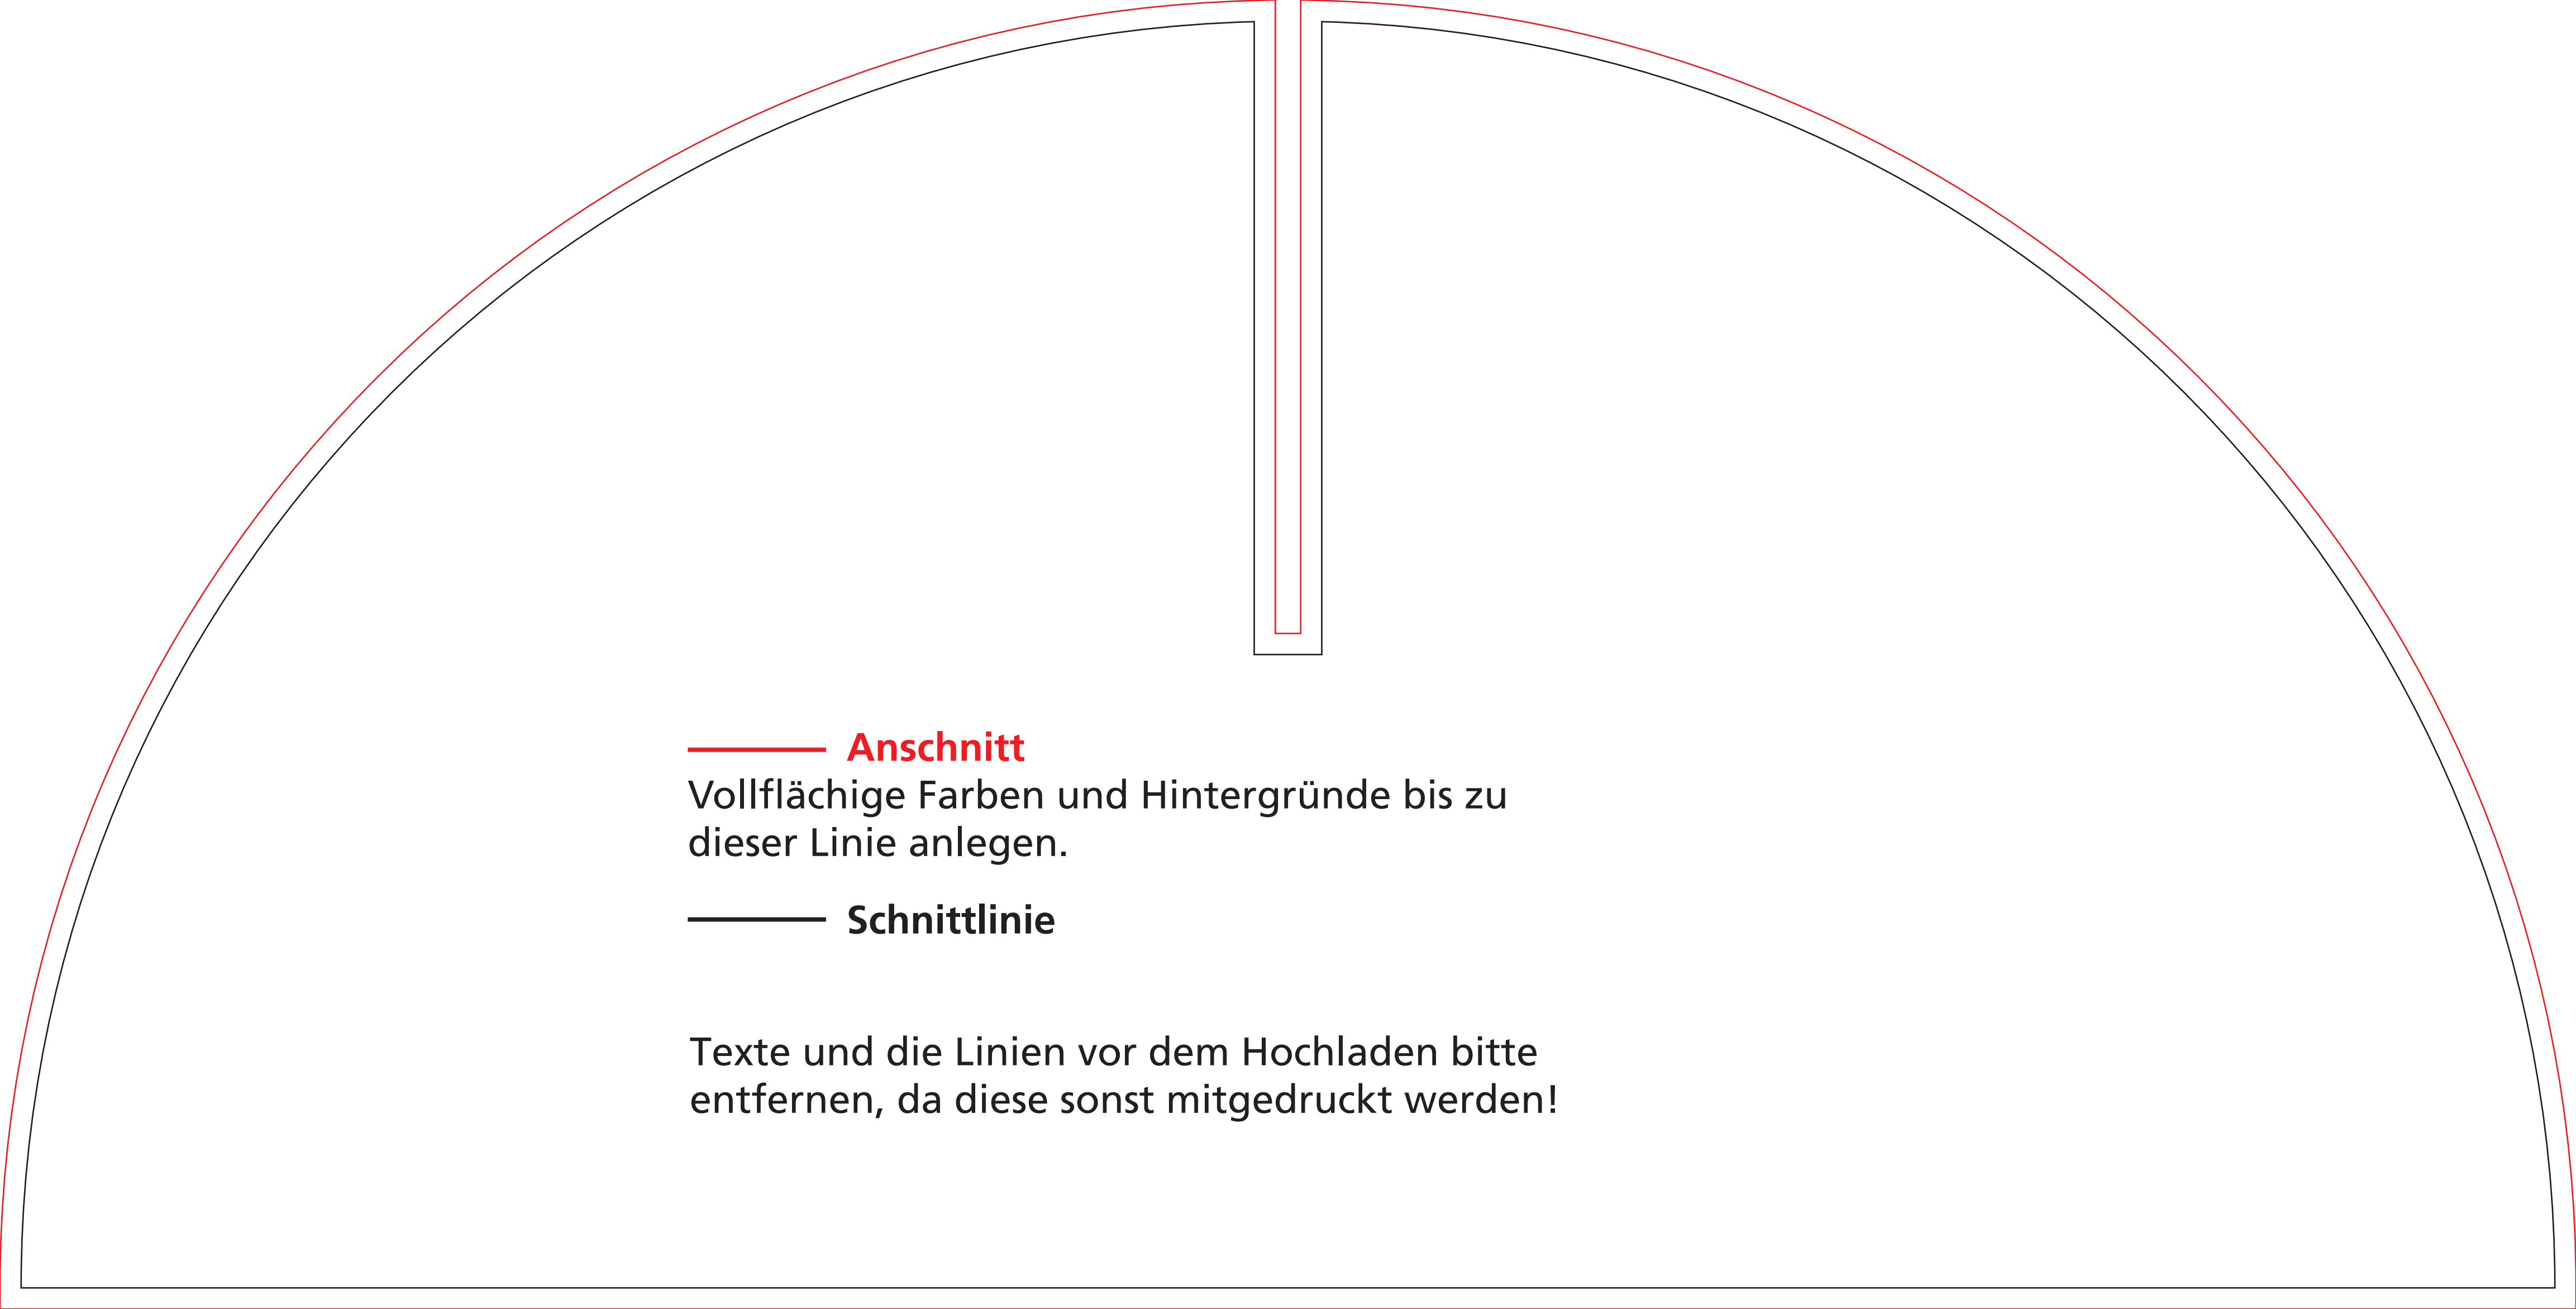 Anschnitt
Vollflächige Farben und Hintergründe bis zu
dieser Linie anlegen.
Schnittlinie
Texte und die Linien vor dem Hochladen bitte
entfernen, da diese sonst mitgedruckt werden!